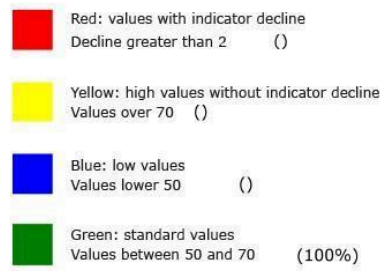 Red: values with indicator decline
Decline greater than 2 ()
Yellow: high values without indicator decline
Values over 70 ()
Blue: low values
Values lower 50 ()
Green: standard values
Values between 50 and 70 (100%)